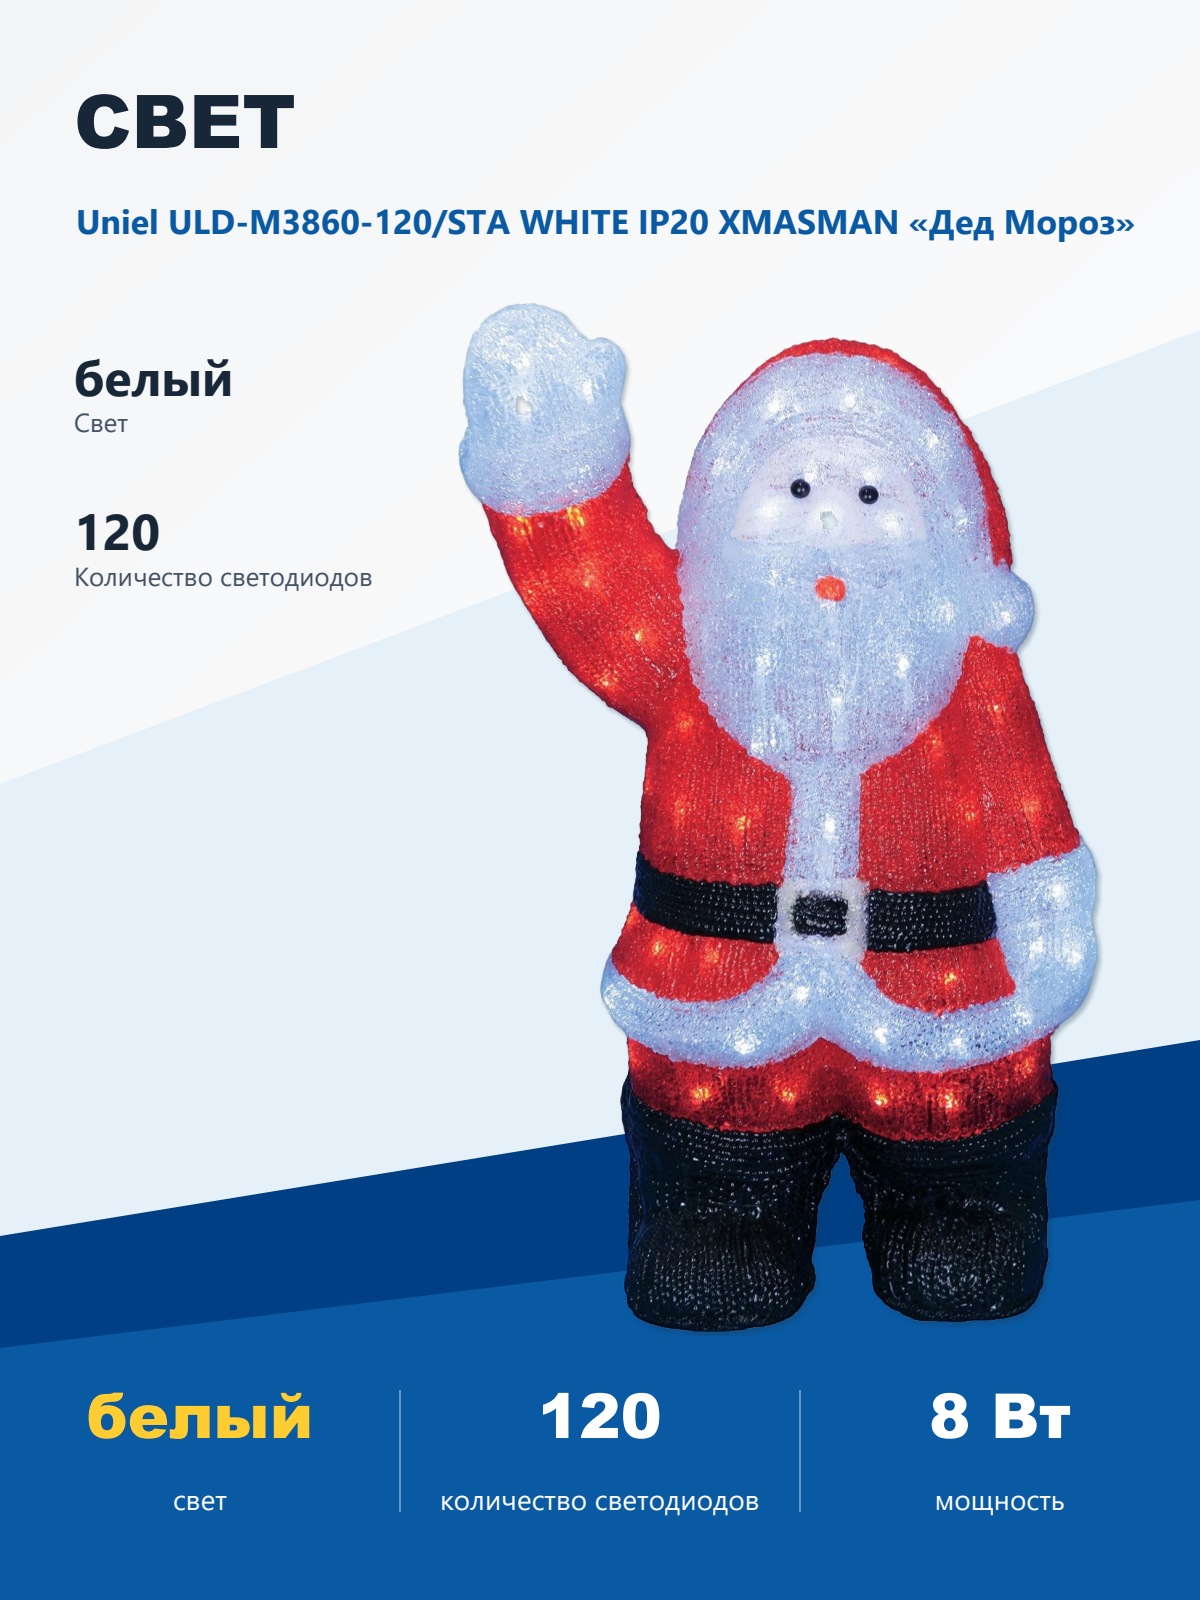 СВЕТ
Uniel ULD-M3860-120/STA WHITE IP20 XMASMAN «Дед Мороз»
белый
Свет
120
Количество светодиодов
белый
свет
120
количество светодиодов
8 Вт
мощность